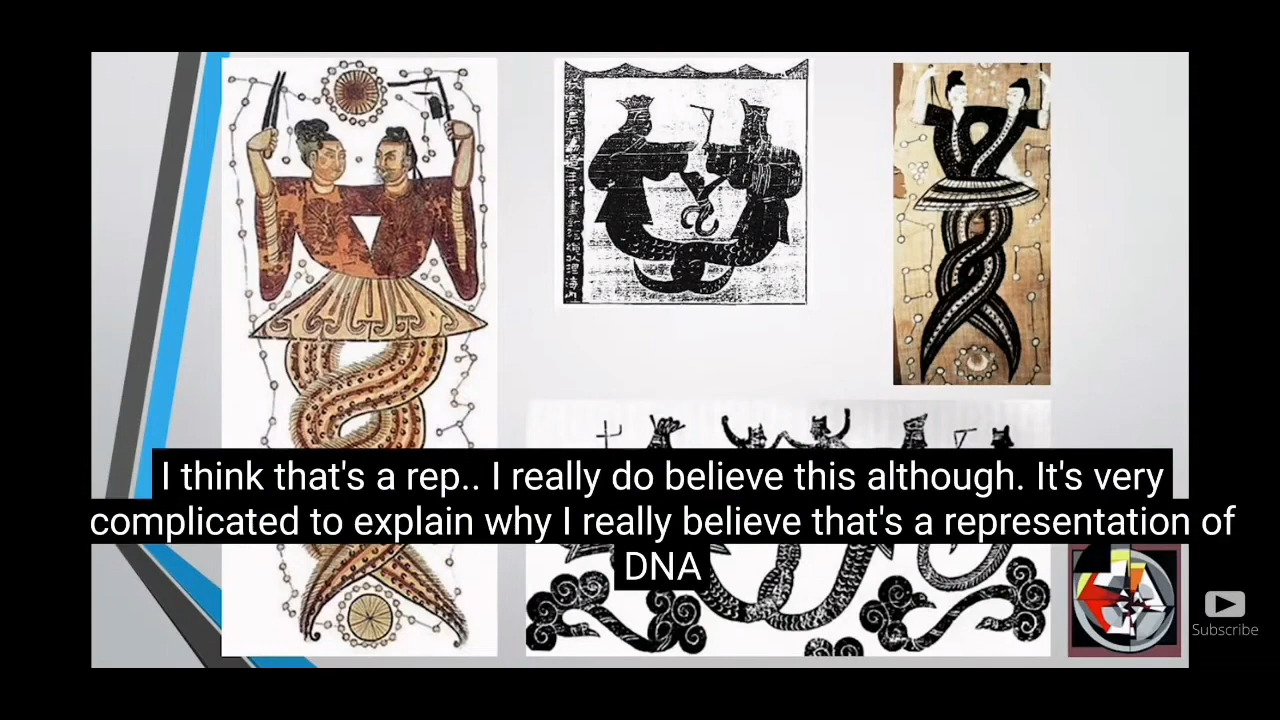 I think that's a rep.. I really do believe this although. It's very
complicated to explain why I really believe that's a representation of
DNA
Subscribe